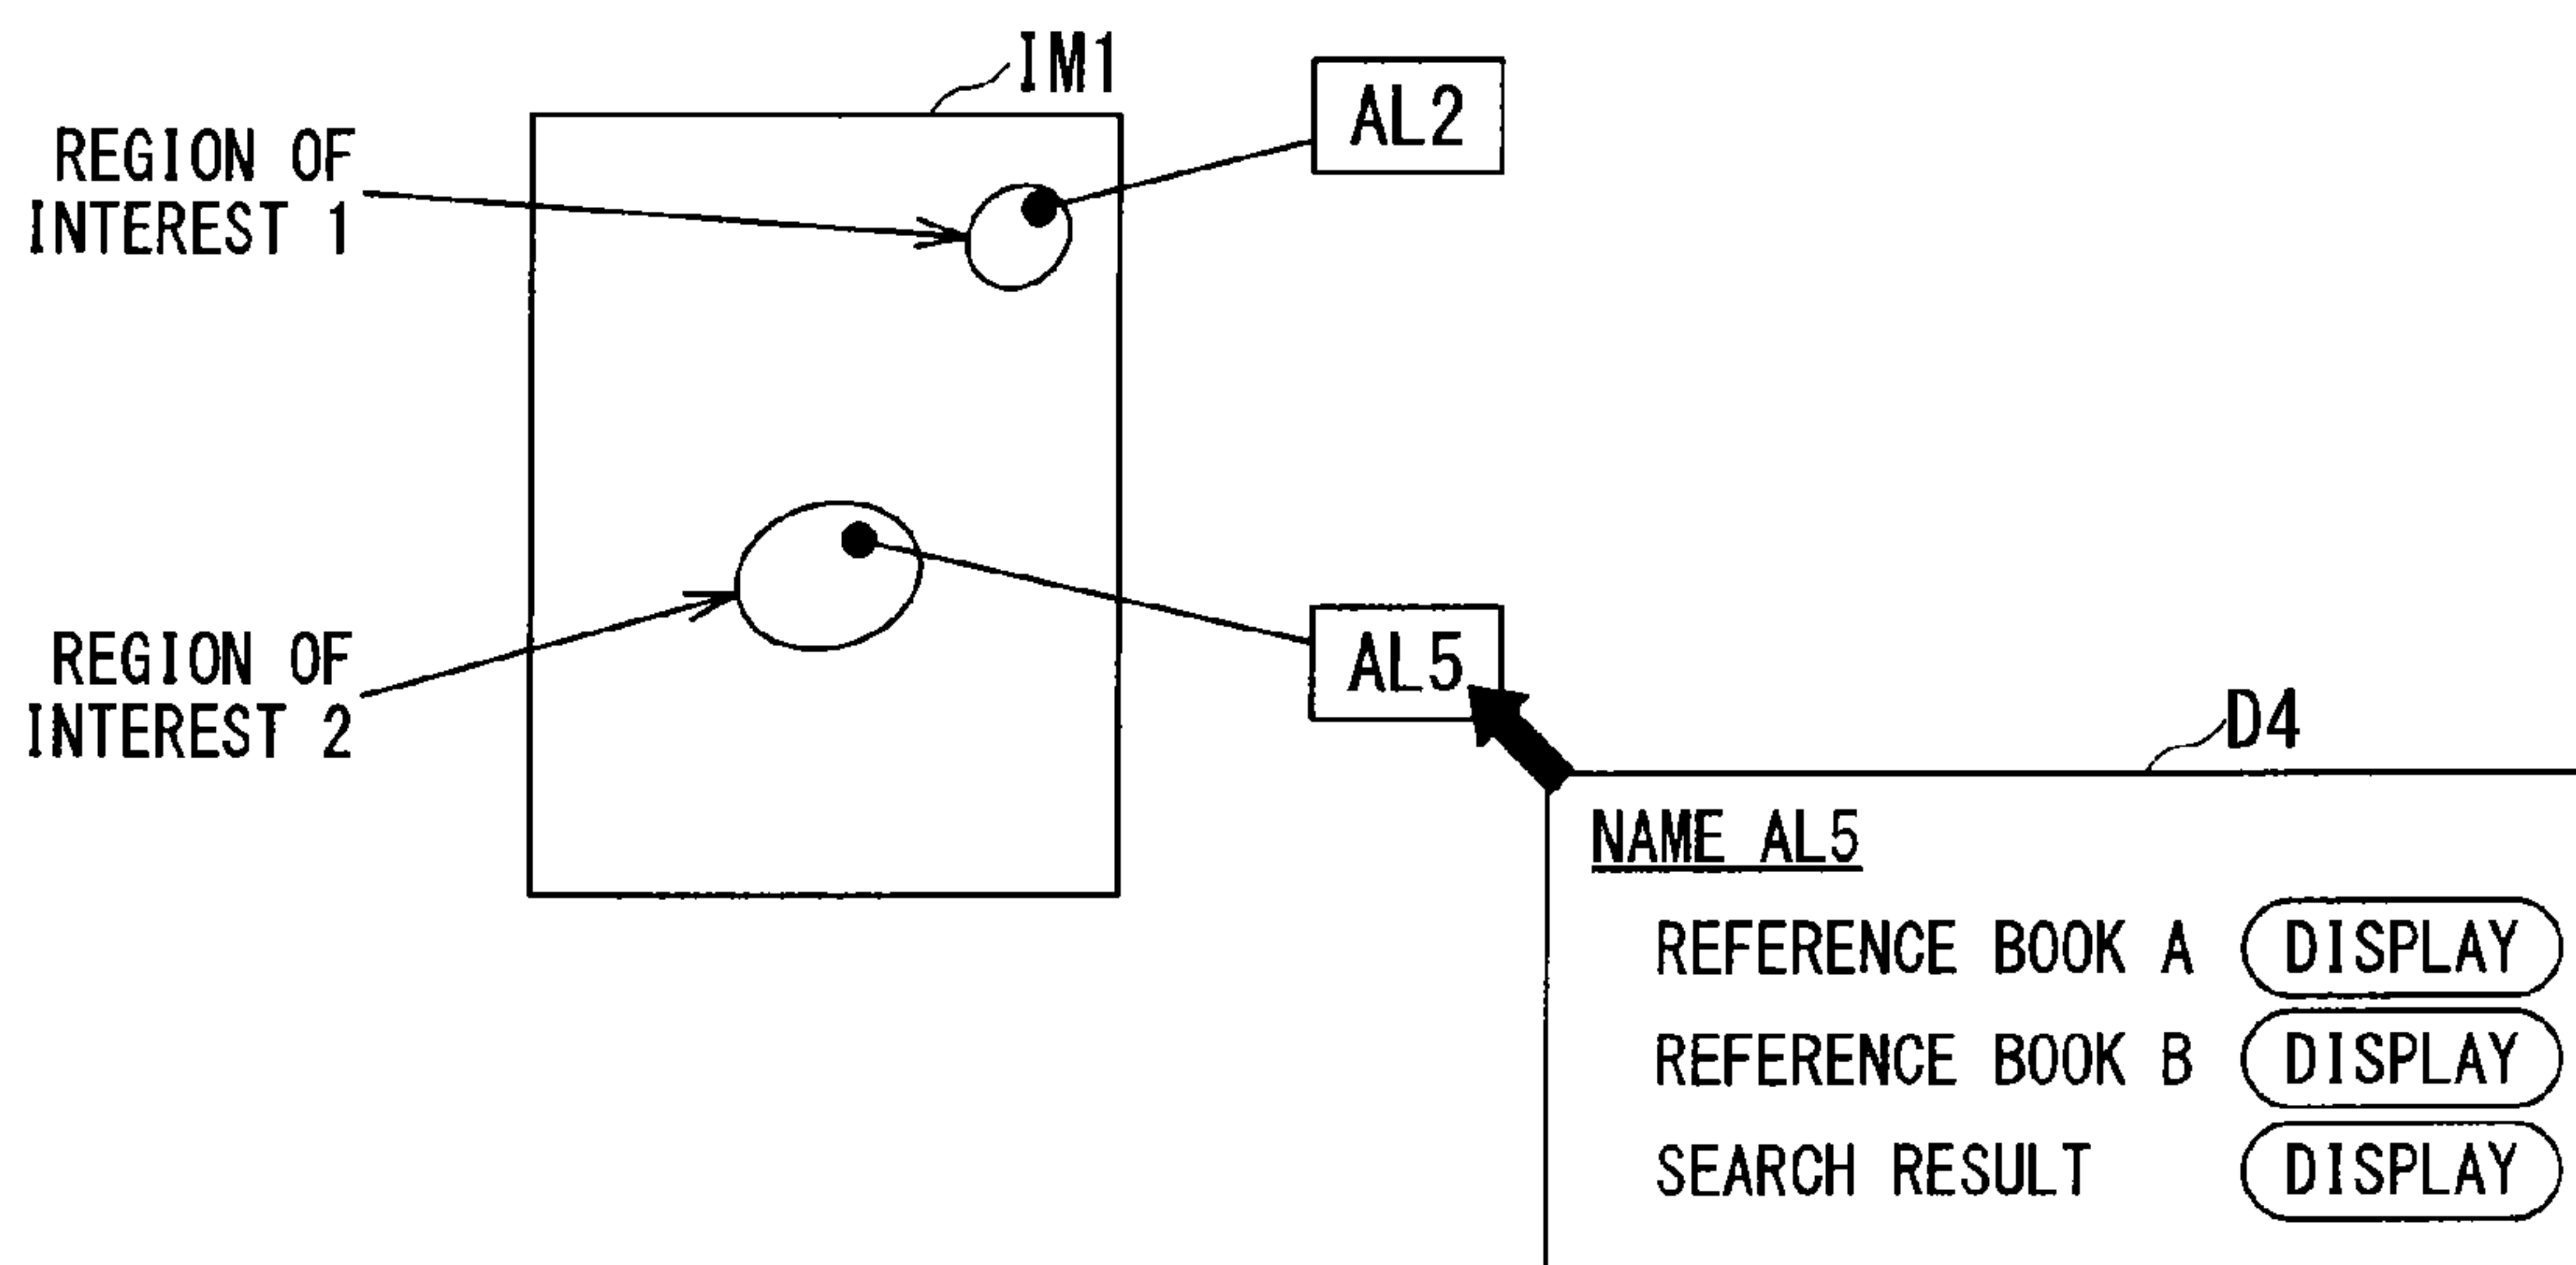 IM1
AL2
REGION OF
INTEREST 1
REGION OF
INTEREST 2
AL5
D4
NAME AL5
REFERENCE BOOK A DISPLAY
REFERENCE BOOK B DISPLAY
SEARCH RESULT DISPLAY